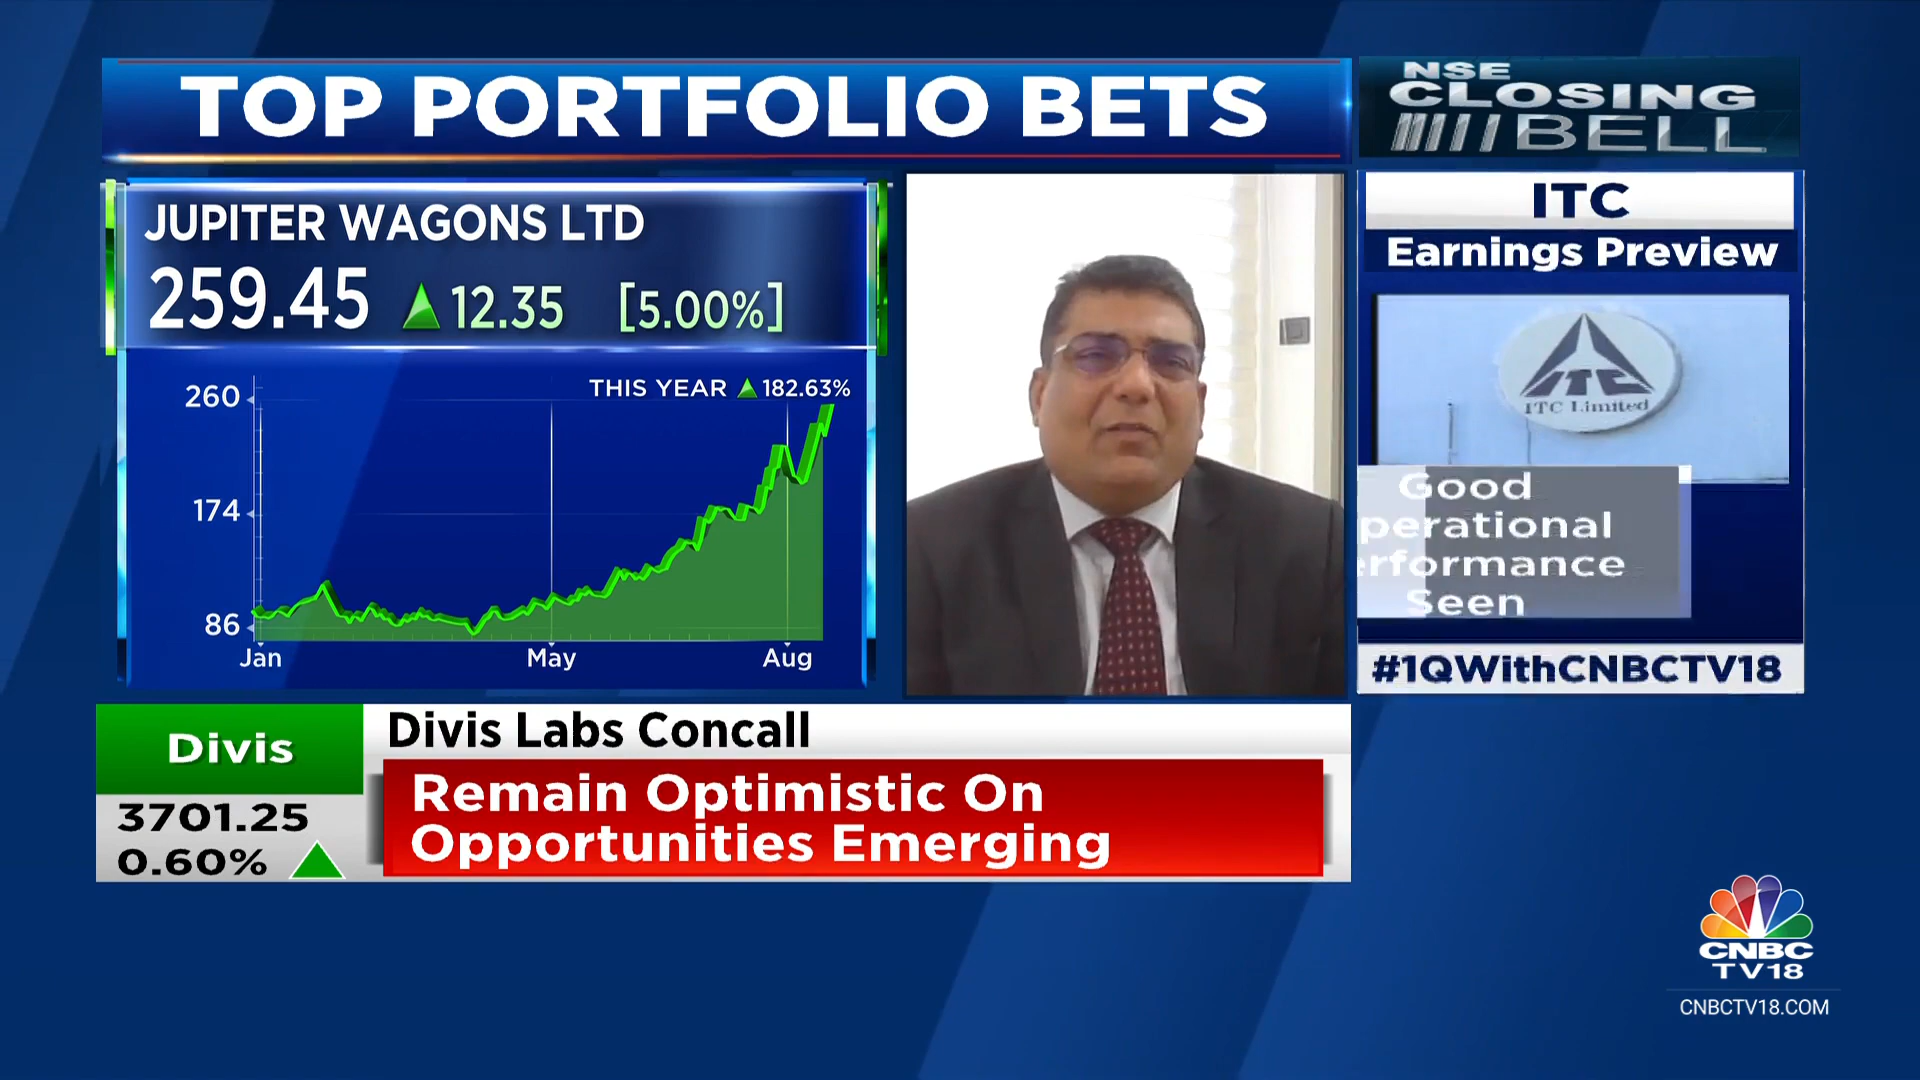 TOP PORTFOLIO BETS
NSE
CLOSING
BELL
JUPITER WAGONS LTD
259.45 ▲ 12.35 [5.00%]
THIS YEAR ▲ 182.63%
260
174
86
Jan May Aug
ITC
Earnings Preview
ITC
ITC Limited
Good
perational
erformance
Seen
#1QWithCNBCTV18
Divis
3701.25
0.60% ▲
Divis Labs Concall
Remain Optimistic On
Opportunities Emerging
CNBC
TV18
CNBCTV18.COM